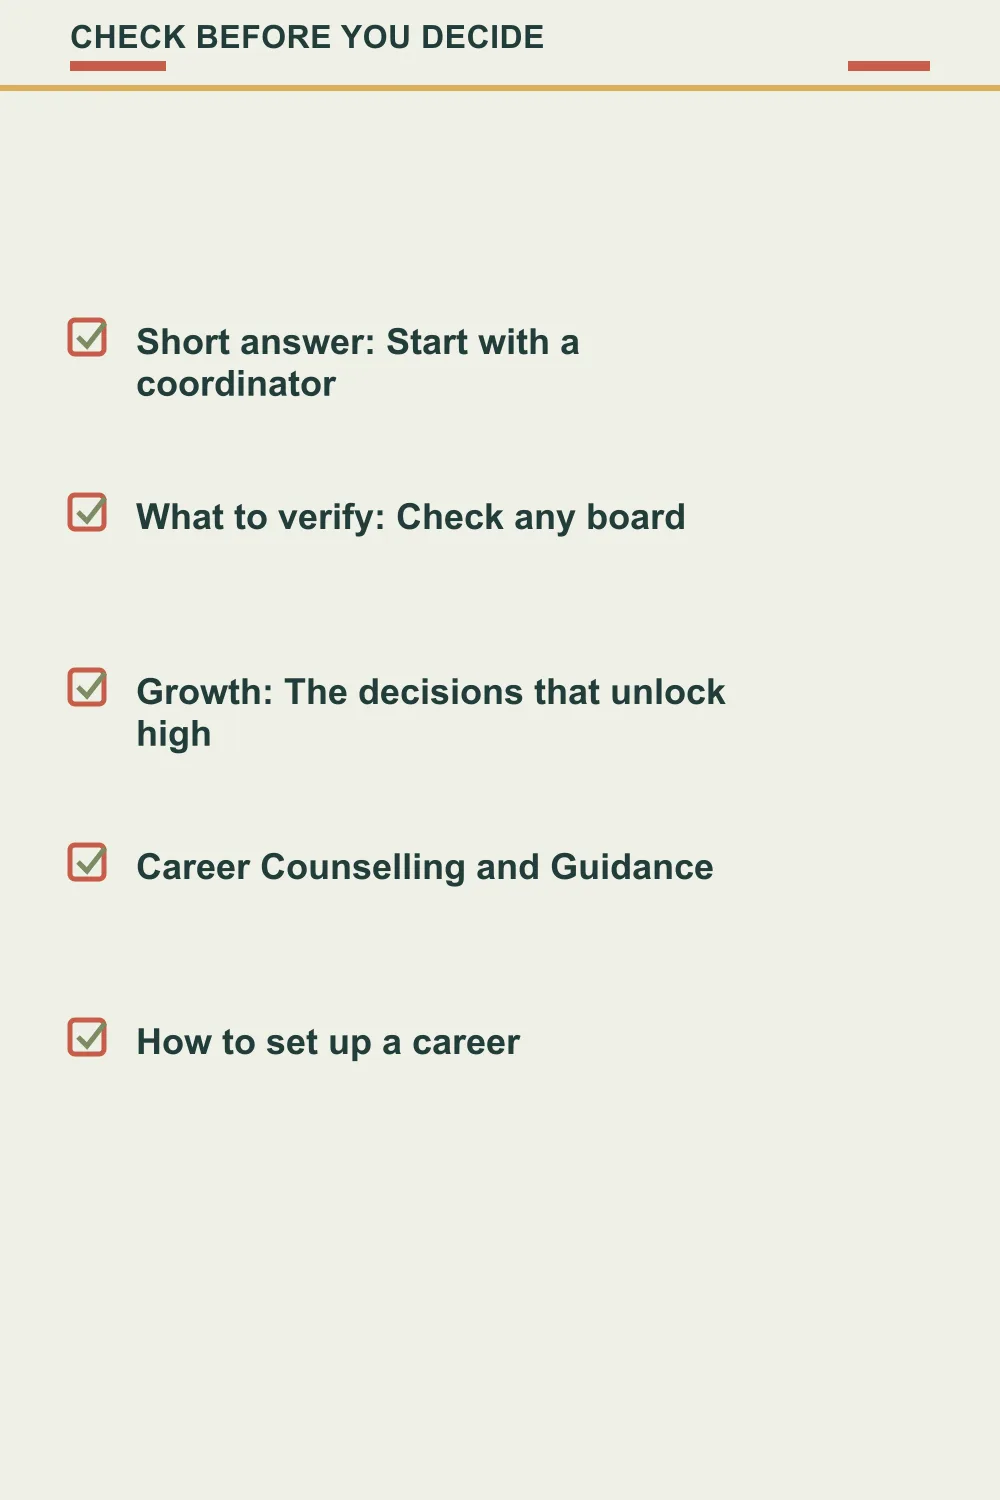 CHECK BEFORE YOU DECIDE
Short answer: Start with a
coordinator
What to verify: Check any board
Growth: The decisions that unlock
high
Career Counselling and Guidance
How to set up a career